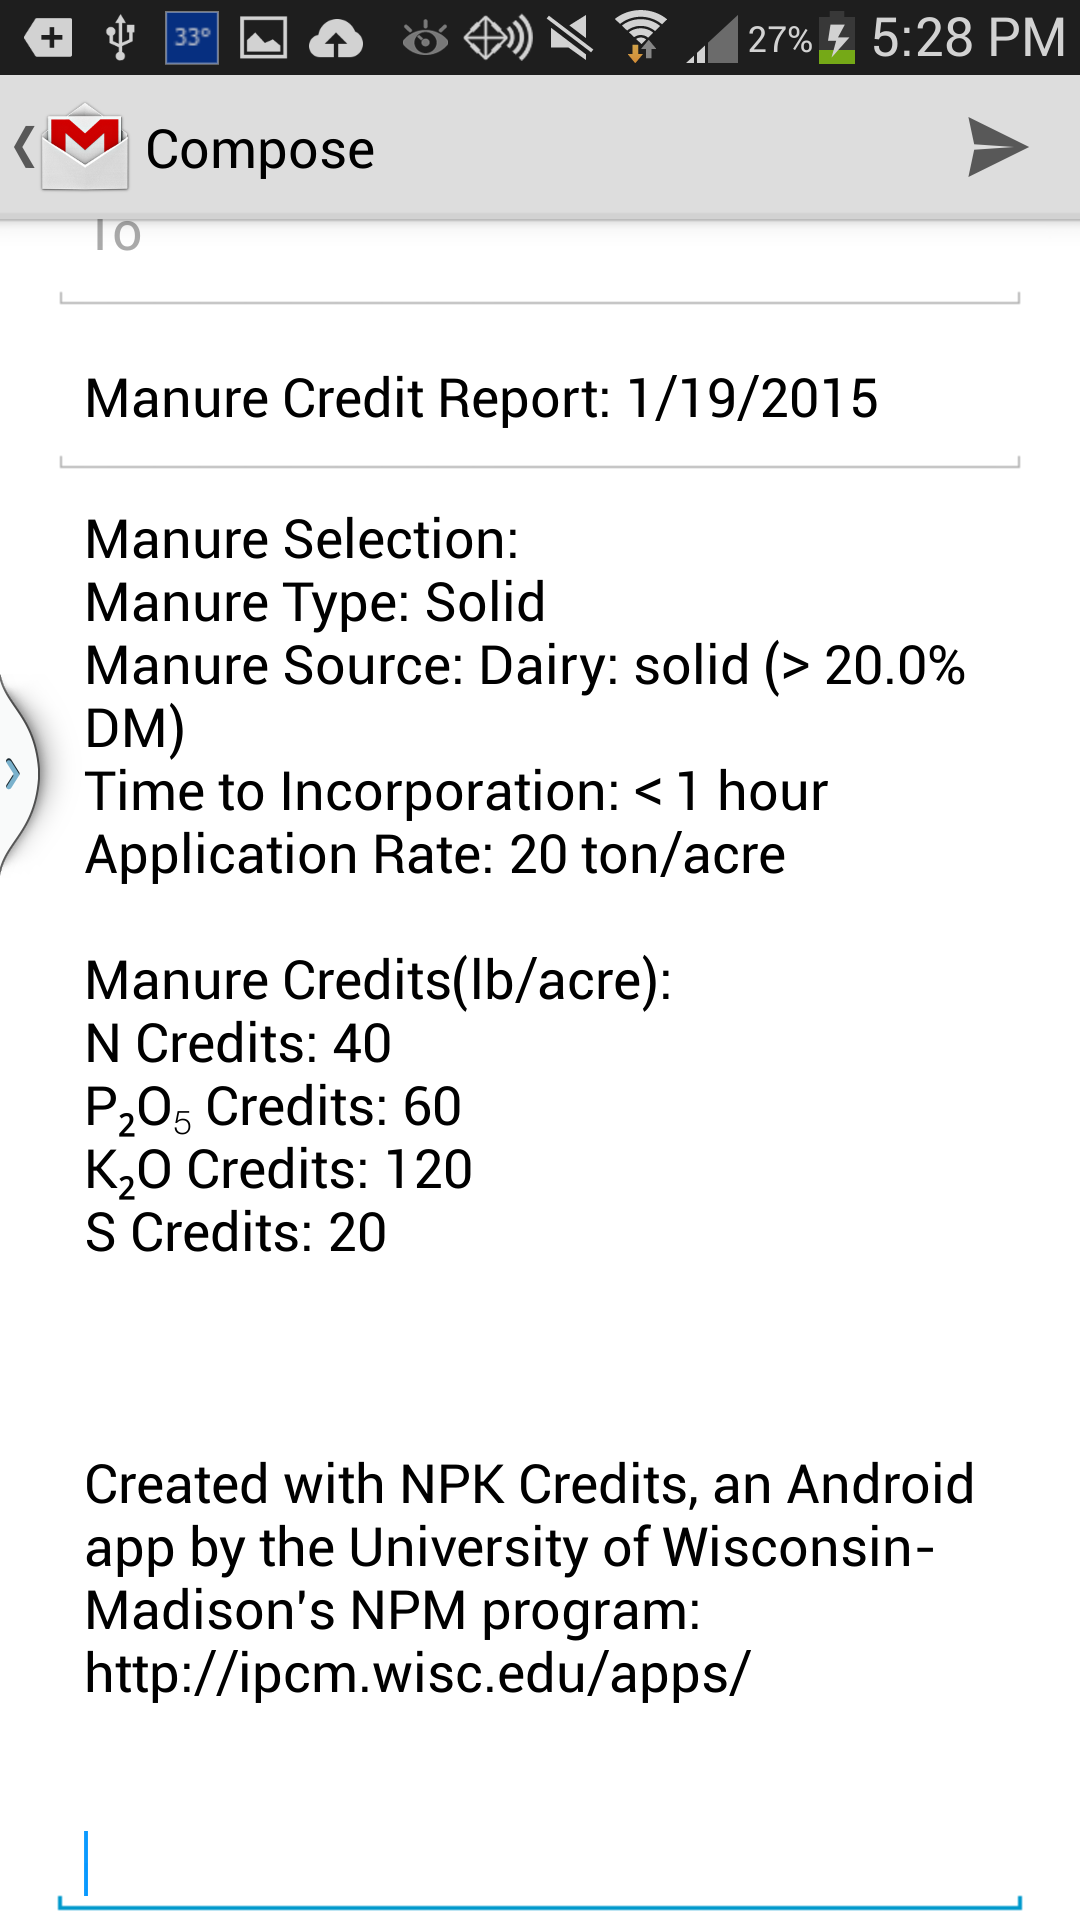 33°
27%
5:28 PM
Compose
To
Manure Credit Report: 1/19/2015
Manure Selection:
Manure Type: Solid
Manure Source: Dairy: solid (> 20.0%
DM)
Time to Incorporation: < 1 hour
Application Rate: 20 ton/acre
Manure Credits(lb/acre):
N Credits: 40
P₂O₅ Credits: 60
K₂O Credits: 120
S Credits: 20
Created with NPK Credits, an Android
app by the University of Wisconsin-
Madison's NPM program:
http://ipcm.wisc.edu/apps/